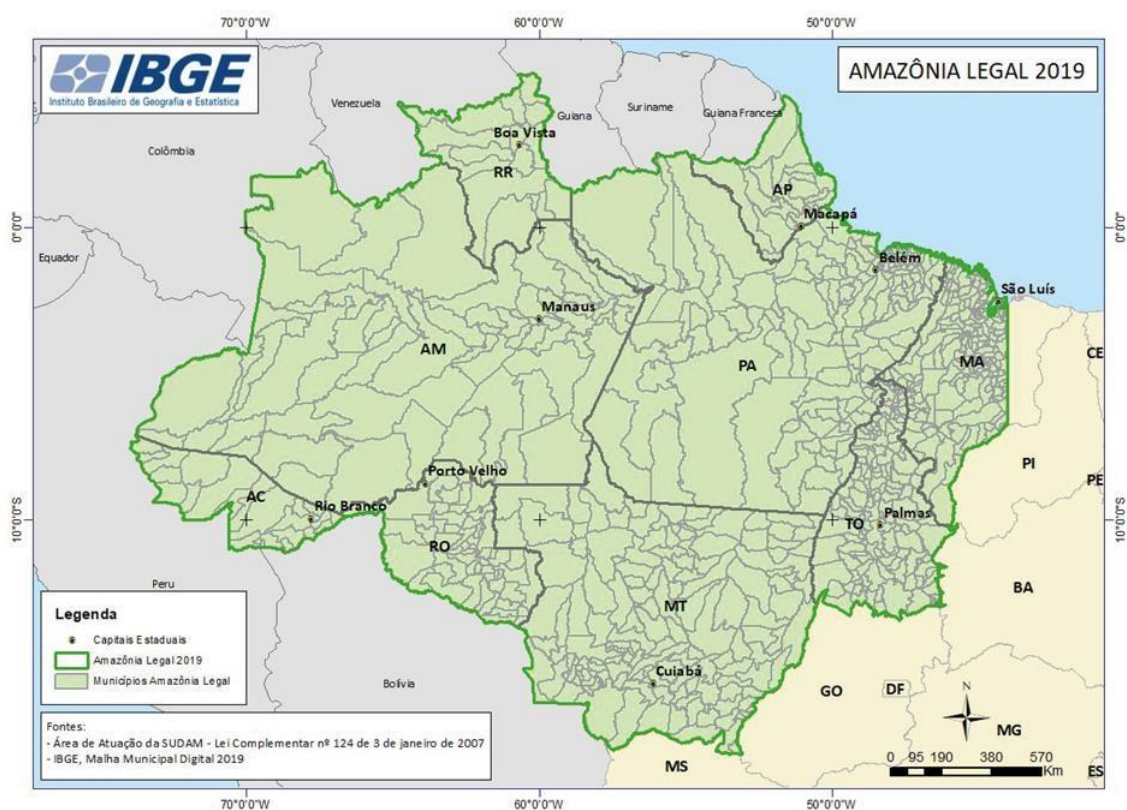 70°0'0"W
60°0'0"W
50°0'0"W
IBGE
Instituto Brasileiro de Geografia e Estatística
AMAZÔNIA LEGAL 2019
Venezuela
Guiana
Suriname
Guiana Francesa
Colômbia
Boa Vista
RR
AP
Macapá
0°0'0"
0°0'0"
Equador
Belém
São Luís
Manaus
AM
PA
MA
CE
Porto Velho
PI
PE
AC
Rio Branco
Palmas
TO
10°0'0"S
10°0'0"S
RO
Peru
BA
MT
Legenda
Capitais Estaduais
Amazônia Legal 2019
Municípios Amazônia Legal
Cuiabá
Bolívia
GO
DF
N
MG
Fontes:
- Área de Atuação da SUDAM - Lei Complementar nº 124 de 3 de janeiro de 2007
- IBGE, Malha Municipal Digital 2019
MS
0 95 190 380 570
Km
ES
70°0'0"W
60°0'0"W
50°0'0"W